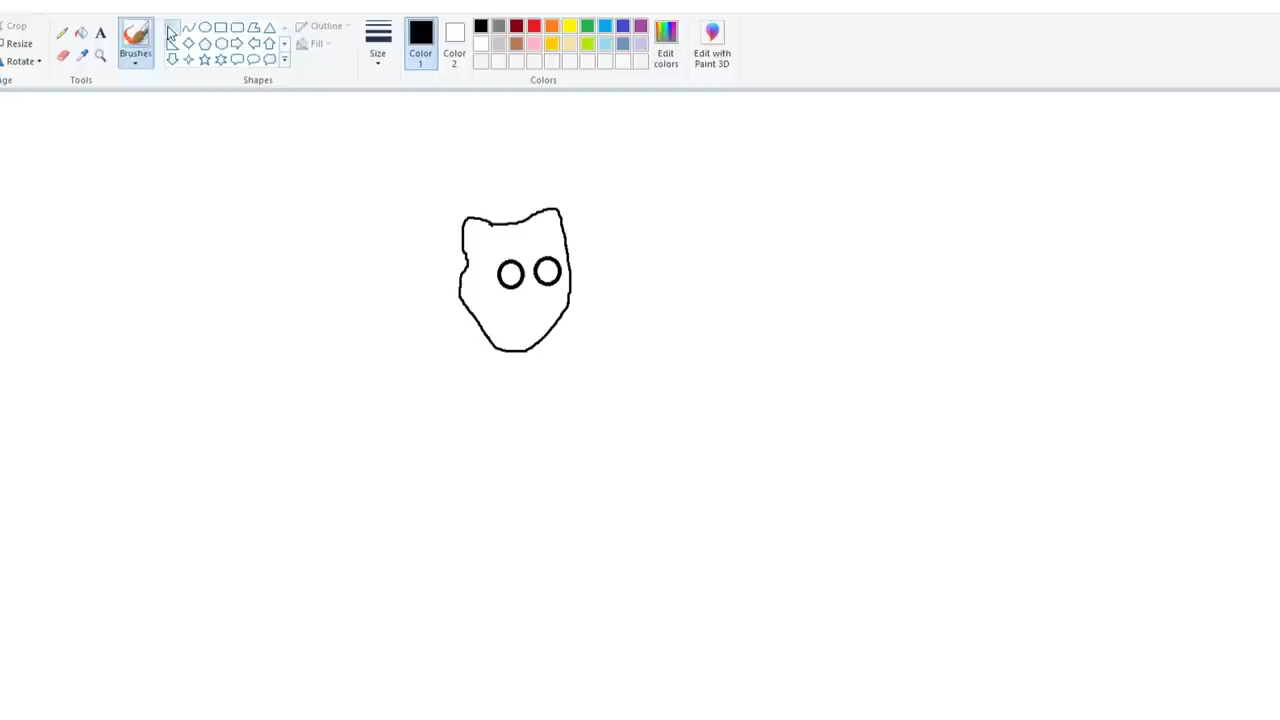 Crop
Resize
Rotate
ge
Tools
A
Brushes
Shapes
Outline
Fill
Size
Color 1
Color 2
Colors
Edit colors
Edit with Paint 3D